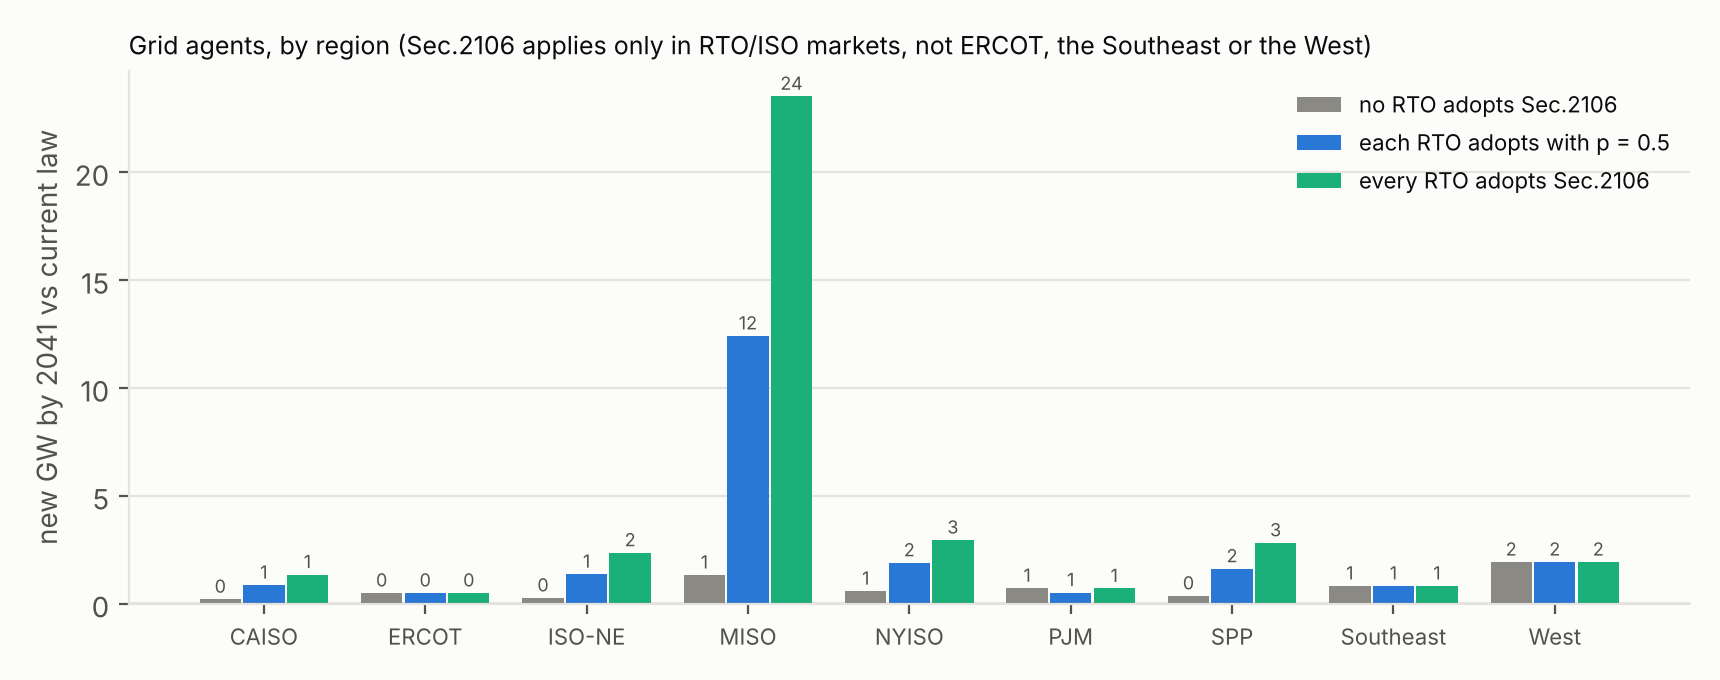 Grid agents, by region (Sec.2106 applies only in RTO/ISO markets, not ERCOT, the Southeast or the West)
no RTO adopts Sec.2106
each RTO adopts with p = 0.5
every RTO adopts Sec.2106
new GW by 2041 vs current law
20
15
10
5
0
0 1 1
0 0 0
0 1 2
1 12 24
1 2 3
1 1 1
0 2 3
1 1 1
2 2 2
CAISO ERCOT ISO-NE MISO NYISO PJM SPP Southeast West